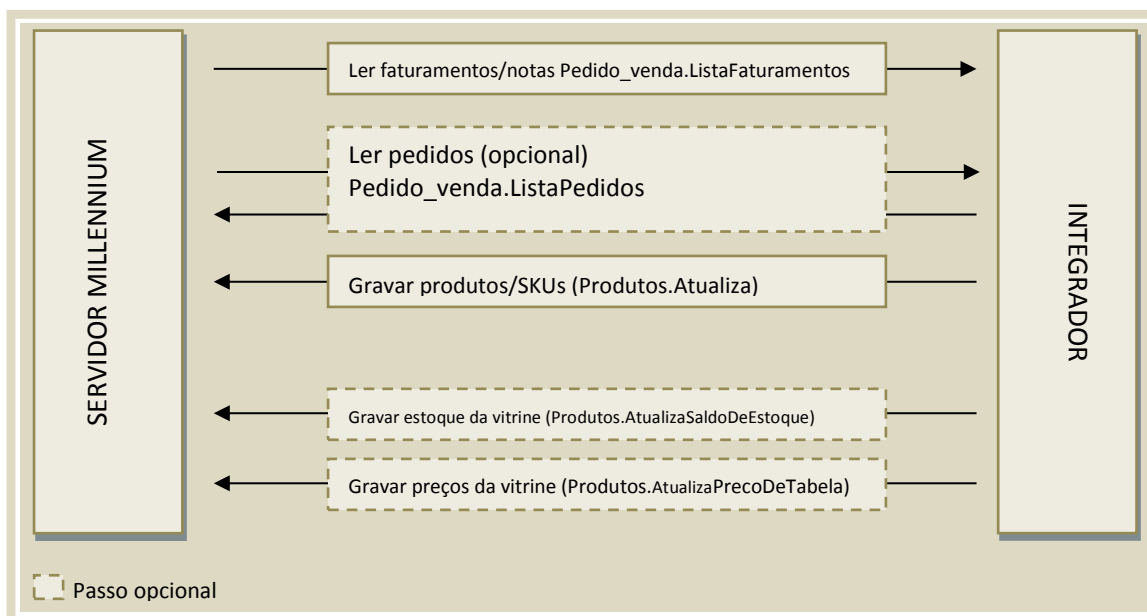 SERVIDOR MILLENNIUM
Ler faturamentos/notas Pedido_venda.ListaFaturamentos
Ler pedidos (opcional)
Pedido_venda.ListaPedidos
Gravar produtos/SKUs (Produtos.Atualiza)
Gravar estoque da vitrine (Produtos.AtualizaSaldoDeEstoque)
Gravar preços da vitrine (Produtos.AtualizaPrecoDeTabela)
INTEGRADOR
Passo opcional